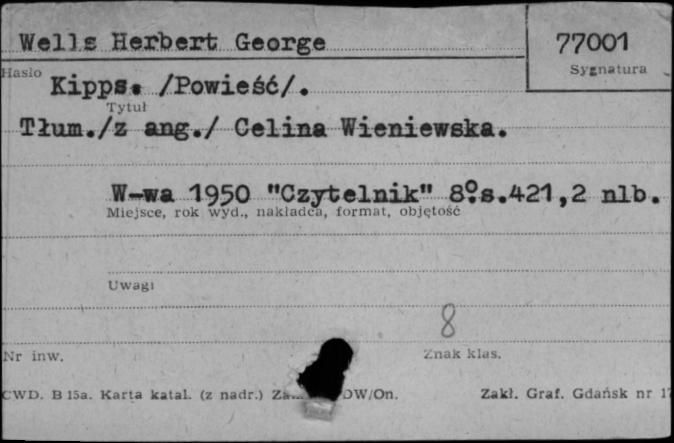 Wells Herbert George
77001
Hasło
Sygnatura
Kipps. /Powieść/.
Tytuł
Tłum./z ang./ Celina Wieniewska.
W-wa 1950 "Czytelnik" 8º.s.421,2 nlb.
Miejsce, rok wyd., nakładca, format, objętość
Uwagi
8
Nr inw.
Znak klas.
CWD. B 15a. Karta katal. (z nadr.) DW/On. Zakł. Graf. Gdańsk nr